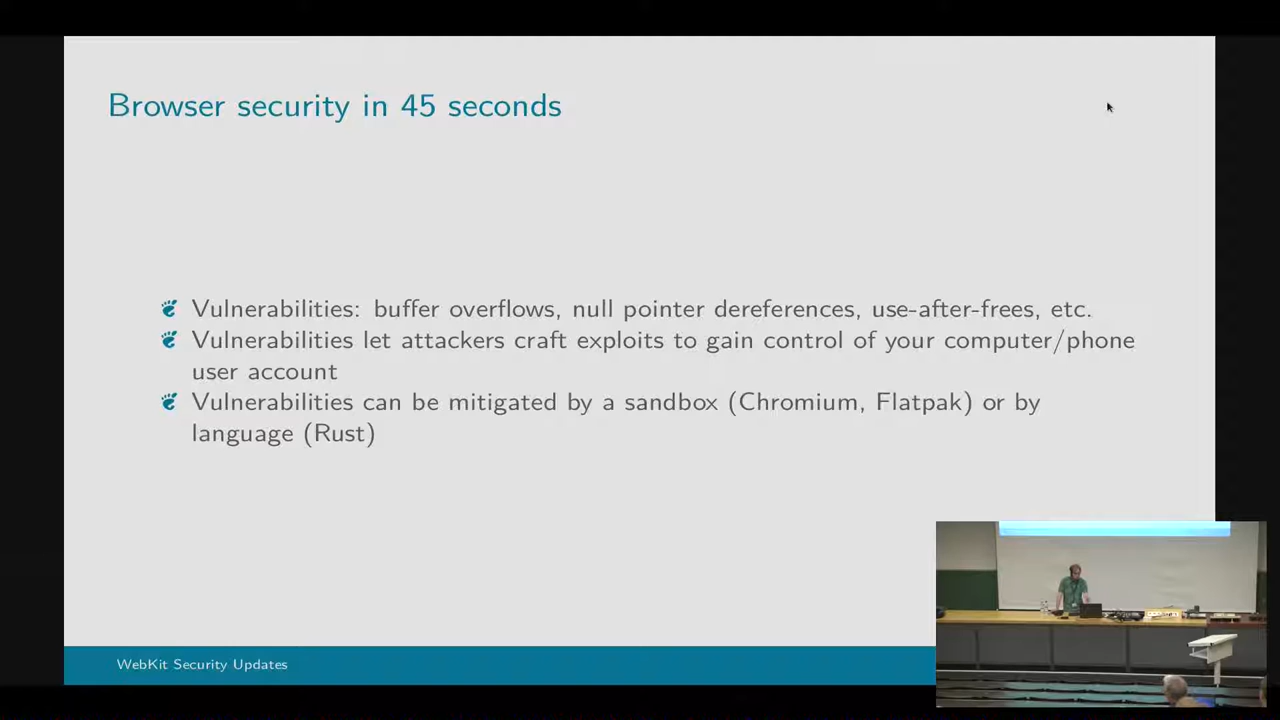 Browser security in 45 seconds
Vulnerabilities: buffer overflows, null pointer dereferences, use-after-frees, etc.
Vulnerabilities let attackers craft exploits to gain control of your computer/phone
user account
Vulnerabilities can be mitigated by a sandbox (Chromium, Flatpak) or by
language (Rust)
WebKit Security Updates